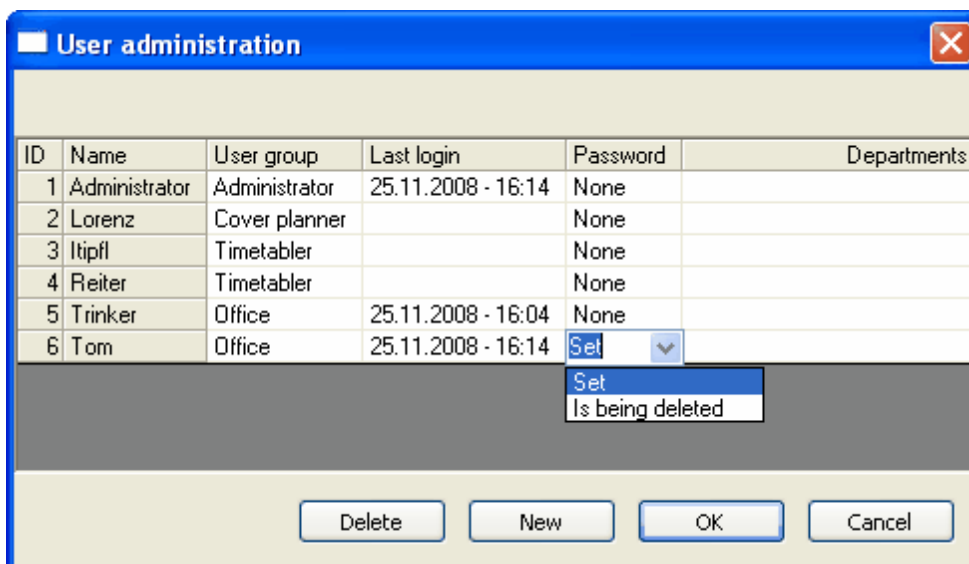 User administration
ID Name User group Last login Password Departments
1 Administrator Administrator 25.11.2008 - 16:14 None
2 Lorenz Cover planner None
3 Itipfl Timetabler None
4 Reiter Timetabler None
5 Trinker Office 25.11.2008 - 16:04 None
6 Tom Office 25.11.2008 - 16:14 Set
Set
Is being deleted
Delete New OK Cancel